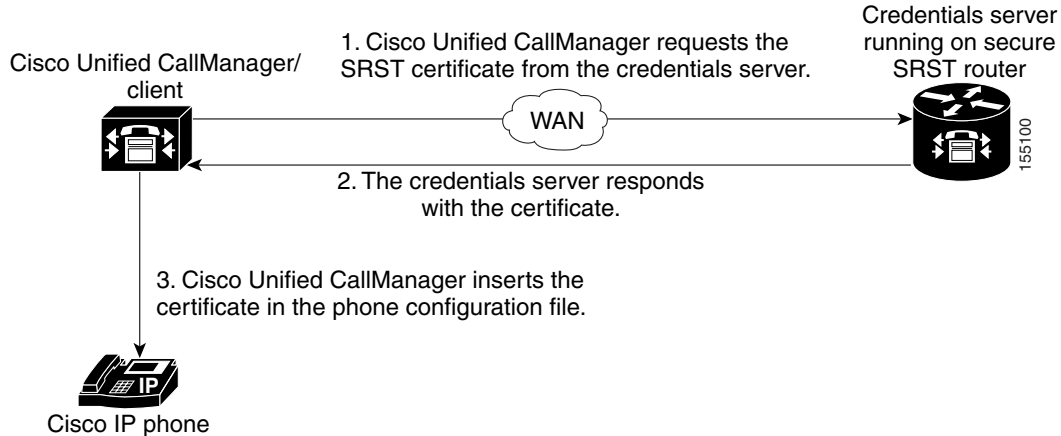 Cisco Unified CallManager/
client
1. Cisco Unified CallManager requests the
SRST certificate from the credentials server.
Credentials server
running on secure
SRST router
WAN
155100
2. The credentials server responds
with the certificate.
3. Cisco Unified CallManager inserts the
certificate in the phone configuration file.
IP
Cisco IP phone